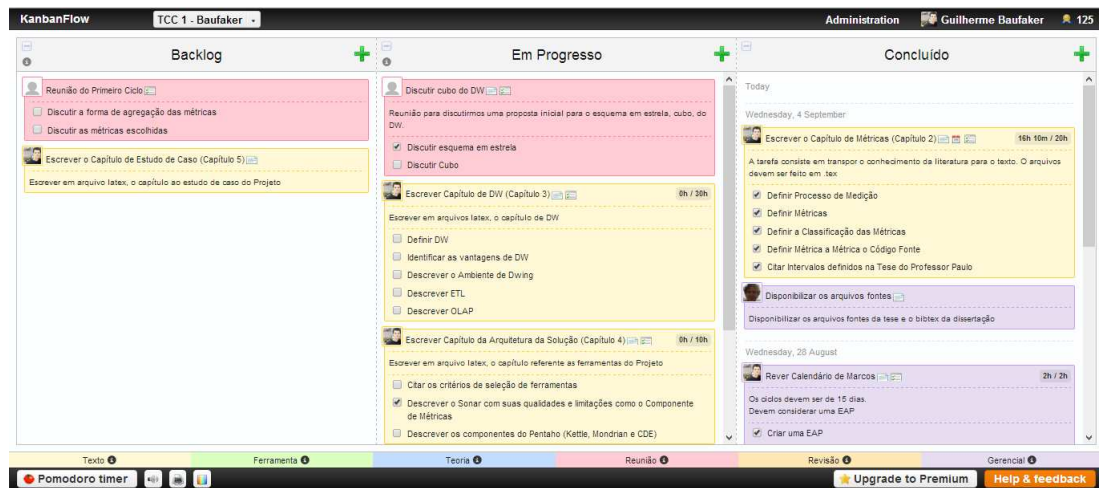 KanbanFlow
TCC 1 - Baufaker
Administration
Guilherme Baufaker
125
Backlog
Reunião do Primeiro Ciclo
Discutir a forma de agregação das métricas
Discutir as métricas escolhidas
Escrever o Capítulo de Estudo de Caso (Capítulo 5)
Escrever em arquivo latex, o capítulo ao estudo de caso do Projeto
Em Progresso
Discutir cubo do DW
Reunião para discutirmos uma proposta inicial para o esquema em estrela, cubo, do
DW.
Discutir esquema em estrela
Discutir Cubo
Escrever Capítulo de DW (Capítulo 3)
0h / 30h
Escrever em arquivos latex, o capítulo de DW
Definir DW
Identificar as vantagens de DW
Descrever o Ambiente de Dwing
Descrever ETL
Descrever OLAP
Escrever Capítulo da Arquitetura da Solução (Capítulo 4)
0h / 10h
Escrever em arquivo latex, o capítulo referente as ferramentas do Projeto
Citar os critérios de seleção de ferramentas
Descrever o Sonar com suas qualidades e limitações como o Componente
de Métricas
Descrever os componentes do Pentaho (Kettle, Mondrian e CDE)
Concluído
Today
Wednesday, 4 September
Escrever o Capítulo de Métricas (Capítulo 2)
16h 10m / 20h
A tarefa consiste em transpor o conhecimento da literatura para o texto. O arquivos
devem ser feito em .tex
Definir Processo de Medição
Definir Métricas
Definir a Classificação das Métricas
Definir Métrica a Métrica o Código Fonte
Citar Intervalos definidos na Tese do Professor Paulo
Disponibilizar os arquivos fontes
Disponibilizar os arquivos fontes da tese e o bibtex da dissertação
Wednesday, 28 August
Rever Calendário de Marcos
2h / 2h
Os ciclos devem ser de 15 dias.
Devem considerar uma EAP
Criar uma EAP
Texto
Ferramenta
Teoria
Reunião
Revisão
Gerencial
Pomodoro timer
Upgrade to Premium
Help & feedback